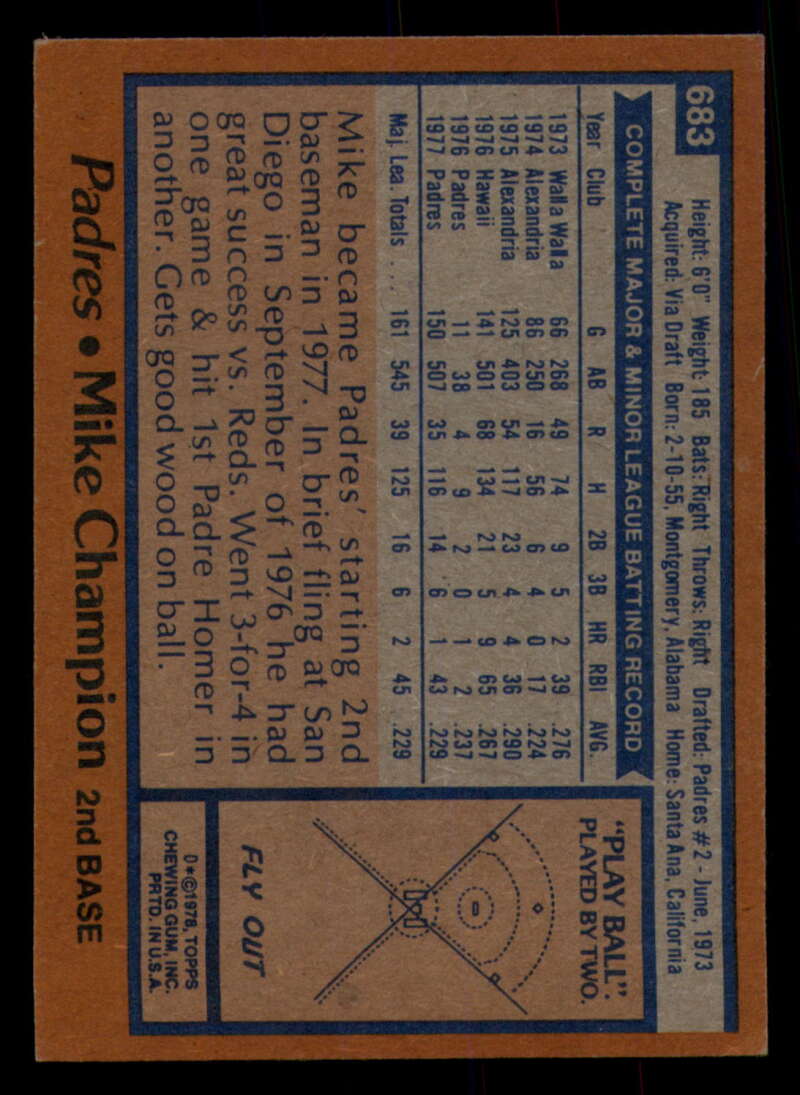 683
Height: 6'0" Weight: 185 Bats: Right Throws: Right Drafted: Padres #2 - June, 1973
Acquired: Via Draft Born: 2-10-55, Montgomery, Alabama Home: Santa Ana, California
COMPLETE MAJOR & MINOR LEAGUE BATTING RECORD
Year Club G AB R H 2B 3B HR RBI AVG.
1973 Walla Walla 66 268 49 74 9 5 2 39 .276
1974 Alexandria 86 250 16 56 6 4 0 17 .224
1975 Alexandria 125 403 54 117 23 4 4 36 .290
1976 Hawaii 141 501 68 134 21 5 9 65 .267
1976 Padres 11 38 4 9 2 0 1 2 .237
1977 Padres 150 507 35 116 14 6 1 43 .229
Maj. Lea. Totals .... 161 545 39 125 16 6 2 45 .229
Mike became Padres' starting 2nd
baseman in 1977. In brief fling at San
Diego in September of 1976 he had
great success vs. Reds. Went 3-for-4 in
one game & hit 1st Padre Homer in
another. Gets good wood on ball.
"PLAY BALL":
PLAYED BY TWO.
FLY OUT
0*©1978, TOPPS
CHEWING GUM, INC.
PRTD. IN U.S.A.
Padres • Mike Champion 2nd BASE